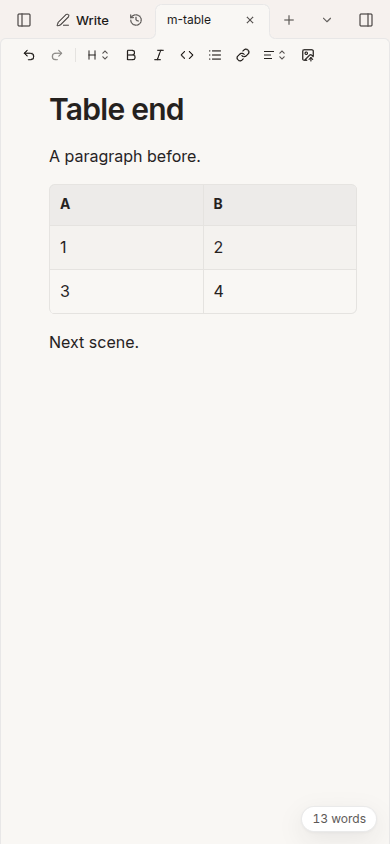 Write
m-table
H
B
I
Table end
A paragraph before.
A B
1 2
3 4
Next scene.
13 words